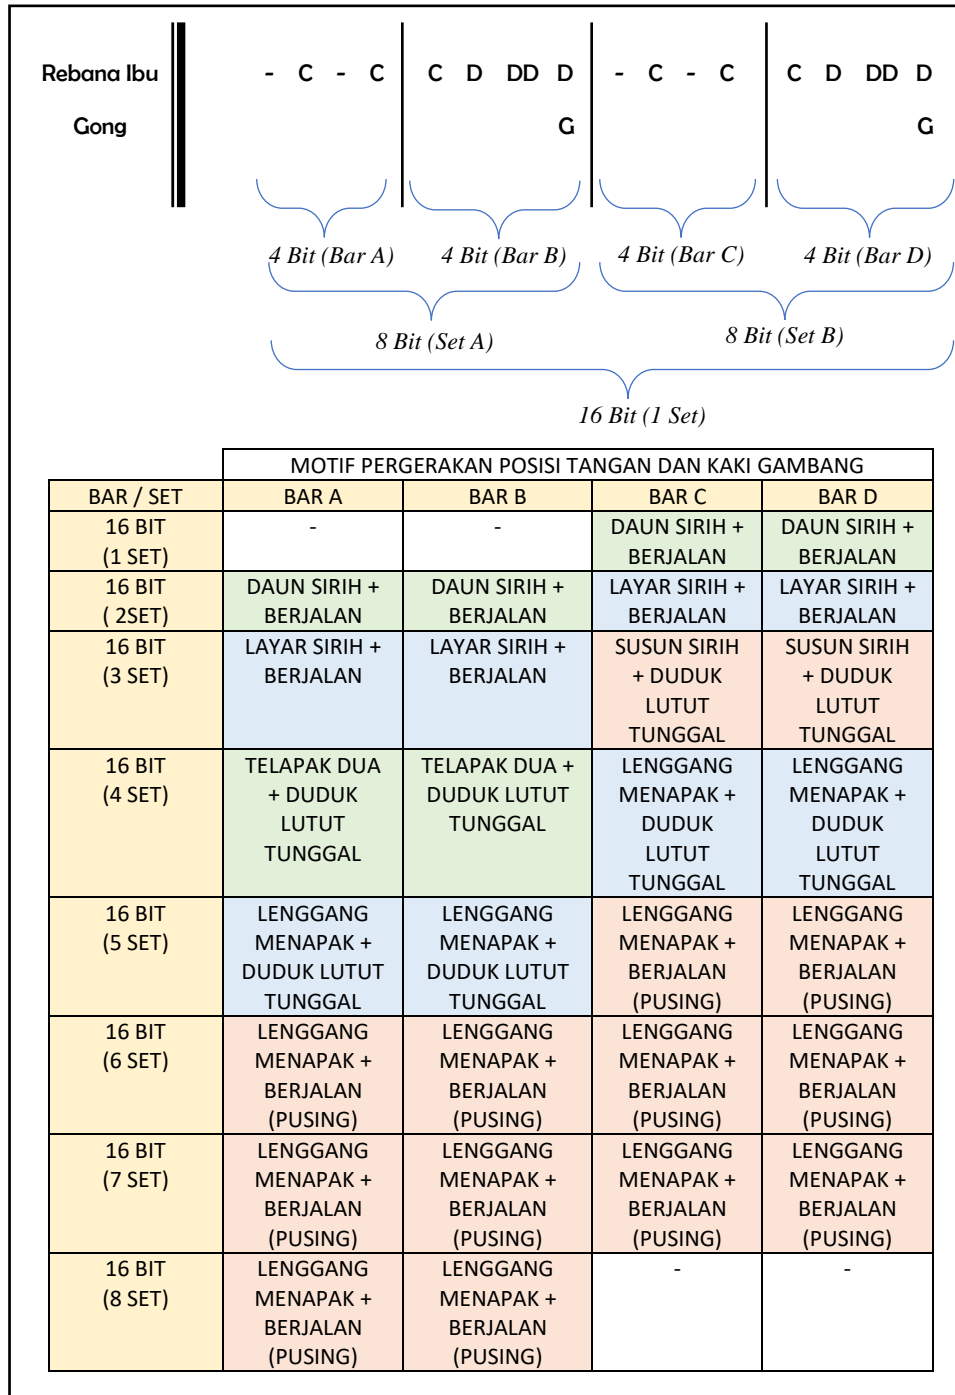 Rebana Ibu - C - C C D DD D - C - C C D DD D
Gong G G
4 Bit (Bar A) 4 Bit (Bar B) 4 Bit (Bar C) 4 Bit (Bar D)
8 Bit (Set A) 8 Bit (Set B)
16 Bit (1 Set)
MOTIF PERGERAKAN POSISI TANGAN DAN KAKI GAMBANG
BAR / SET BAR A BAR B BAR C BAR D
16 BIT - - DAUN SIRIH + DAUN SIRIH +
(1 SET) BERJALAN BERJALAN
16 BIT DAUN SIRIH + DAUN SIRIH + LAYAR SIRIH + LAYAR SIRIH +
( 2SET) BERJALAN BERJALAN BERJALAN BERJALAN
16 BIT LAYAR SIRIH + LAYAR SIRIH + SUSUN SIRIH SUSUN SIRIH
(3 SET) BERJALAN BERJALAN + DUDUK + DUDUK
LUTUT LUTUT
TUNGGAL TUNGGAL
16 BIT TELAPAK DUA TELAPAK DUA + LENGGANG LENGGANG
(4 SET) + DUDUK DUDUK LUTUT MENAPAK + MENAPAK +
LUTUT TUNGGAL DUDUK DUDUK
TUNGGAL LUTUT LUTUT
TUNGGAL TUNGGAL
16 BIT LENGGANG LENGGANG LENGGANG LENGGANG
(5 SET) MENAPAK + MENAPAK + MENAPAK + MENAPAK +
DUDUK LUTUT DUDUK LUTUT BERJALAN BERJALAN
TUNGGAL TUNGGAL (PUSING) (PUSING)
16 BIT LENGGANG LENGGANG LENGGANG LENGGANG
(6 SET) MENAPAK + MENAPAK + MENAPAK + MENAPAK +
BERJALAN BERJALAN BERJALAN BERJALAN
(PUSING) (PUSING) (PUSING) (PUSING)
16 BIT LENGGANG LENGGANG LENGGANG LENGGANG
(7 SET) MENAPAK + MENAPAK + MENAPAK + MENAPAK +
BERJALAN BERJALAN BERJALAN BERJALAN
(PUSING) (PUSING) (PUSING) (PUSING)
16 BIT LENGGANG LENGGANG - -
(8 SET) MENAPAK + MENAPAK +
BERJALAN BERJALAN
(PUSING) (PUSING)